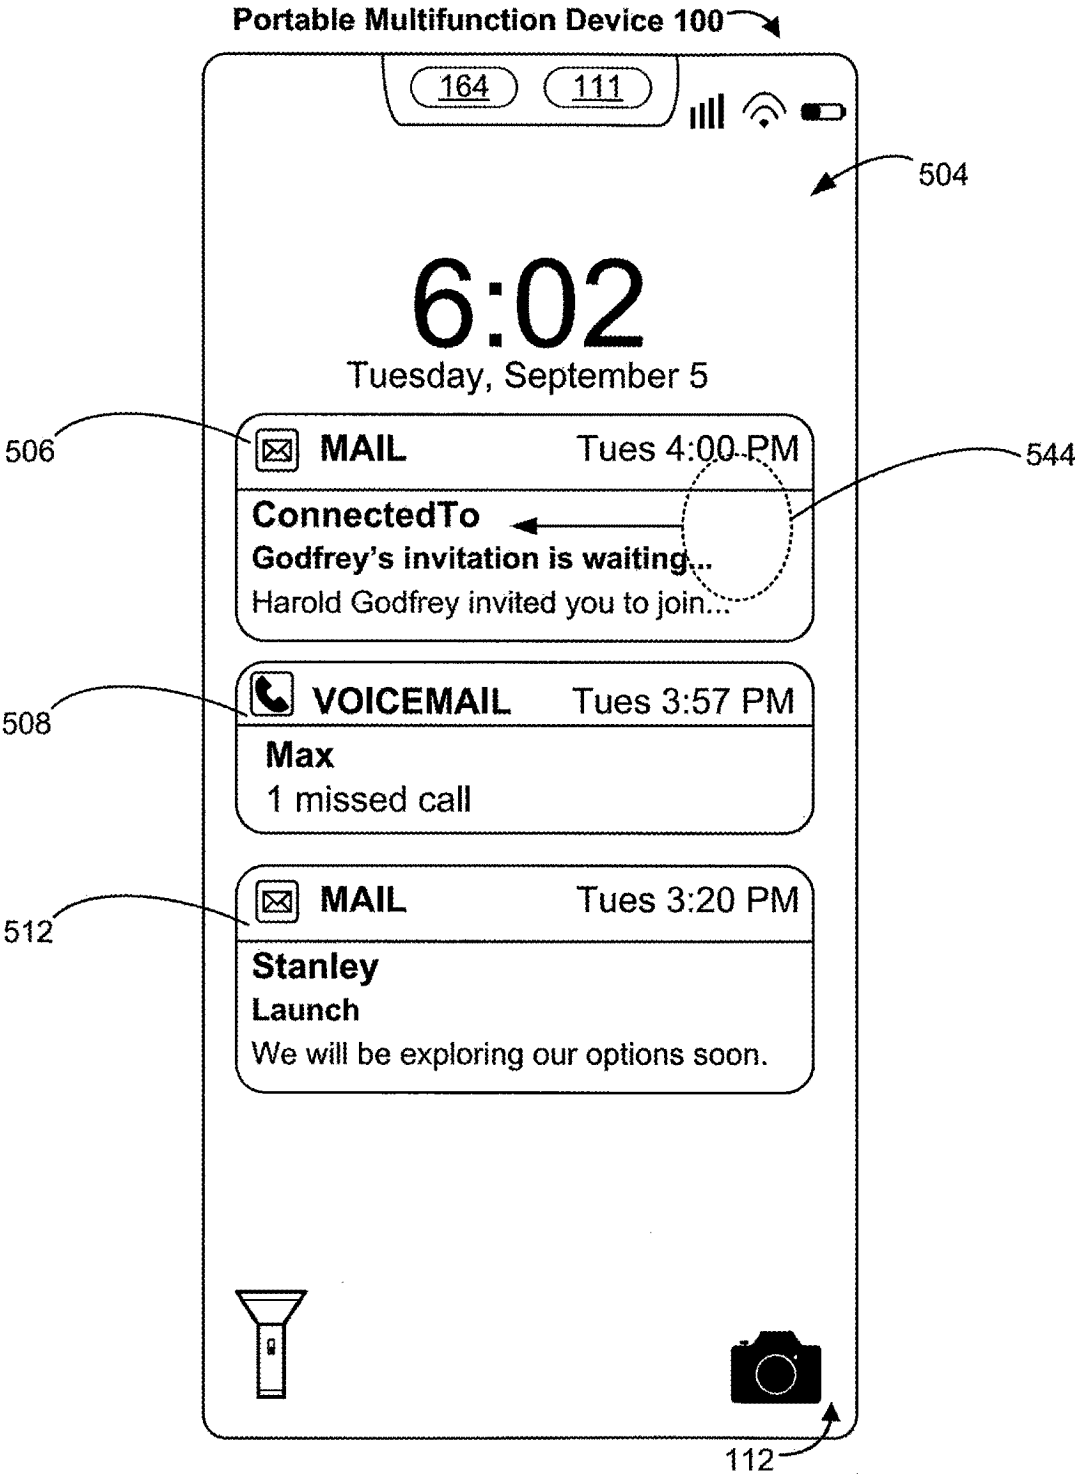 Portable Multifunction Device 100
164 111
504
6:02
Tuesday, September 5
506
MAIL Tues 4:00 PM
544
ConnectedTo
Godfrey's invitation is waiting...
Harold Godfrey invited you to join...
508
VOICEMAIL Tues 3:57 PM
Max
1 missed call
512
MAIL Tues 3:20 PM
Stanley
Launch
We will be exploring our options soon.
112